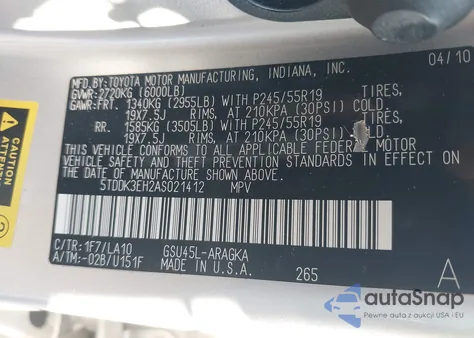 MFD. BY: TOYOTA MOTOR MANUFACTURING, INDIANA, INC. 04/10
GVWR: 2720KG (6000LB)
GAWR:FRT. 1340KG (2955LB) WITH P245/55R19 TIRES,
19X7.5J RIMS, AT 210KPA (30PSI) COLD.
RR. 1585KG (3505LB) WITH P245/55R19 TIRES,
19X7.5J RIMS, AT 210KPA (30PSI) COLD.
THIS VEHICLE CONFORMS TO ALL APPLICABLE FEDERAL MOTOR
VEHICLE SAFETY AND THEFT PREVENTION STANDARDS IN EFFECT ON
THE DATE OF MANUFACTURE SHOWN ABOVE.
5TDDK3EH2AS021412 MPV
C/TR: 1F7/LA10 GSU45L-ARAGKA
A/TM: -02B/U151F MADE IN U.S.A. 265 A
CAUTION
ATTENTION
autoSnap
Pewne auta z aukcji USA i EU